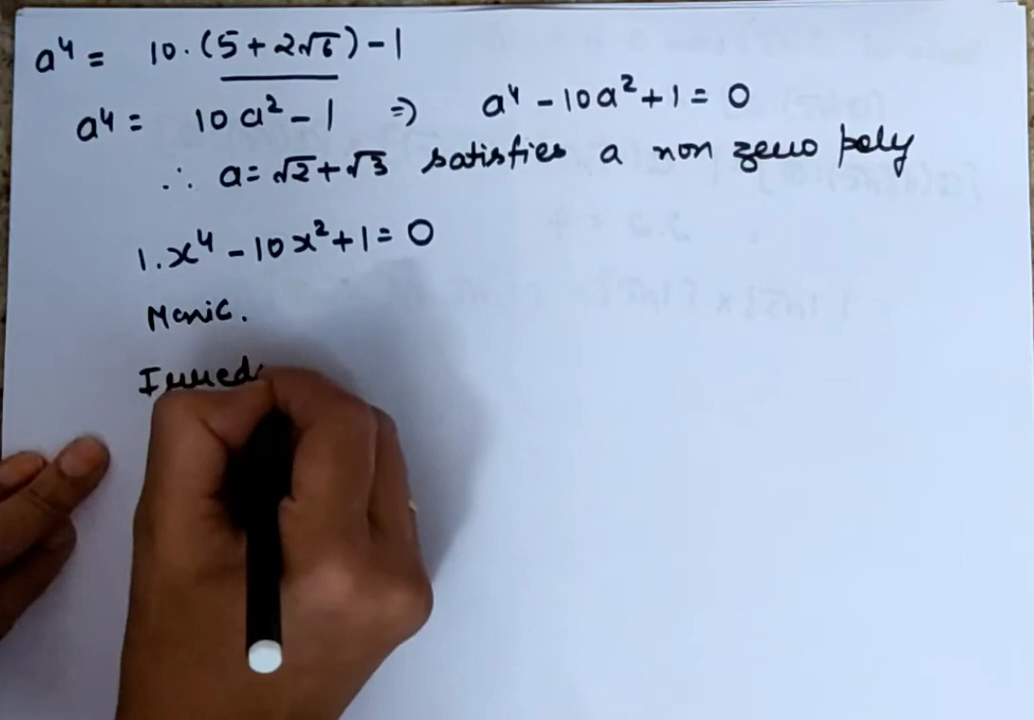 a⁴ = 10.(5+2√6)-1
a⁴ = 10a²-1 ⇒ a⁴-10a²+1=0
∴ a=√2+√3 satisfies a non zero poly
1.x⁴-10x²+1=0
Monic.